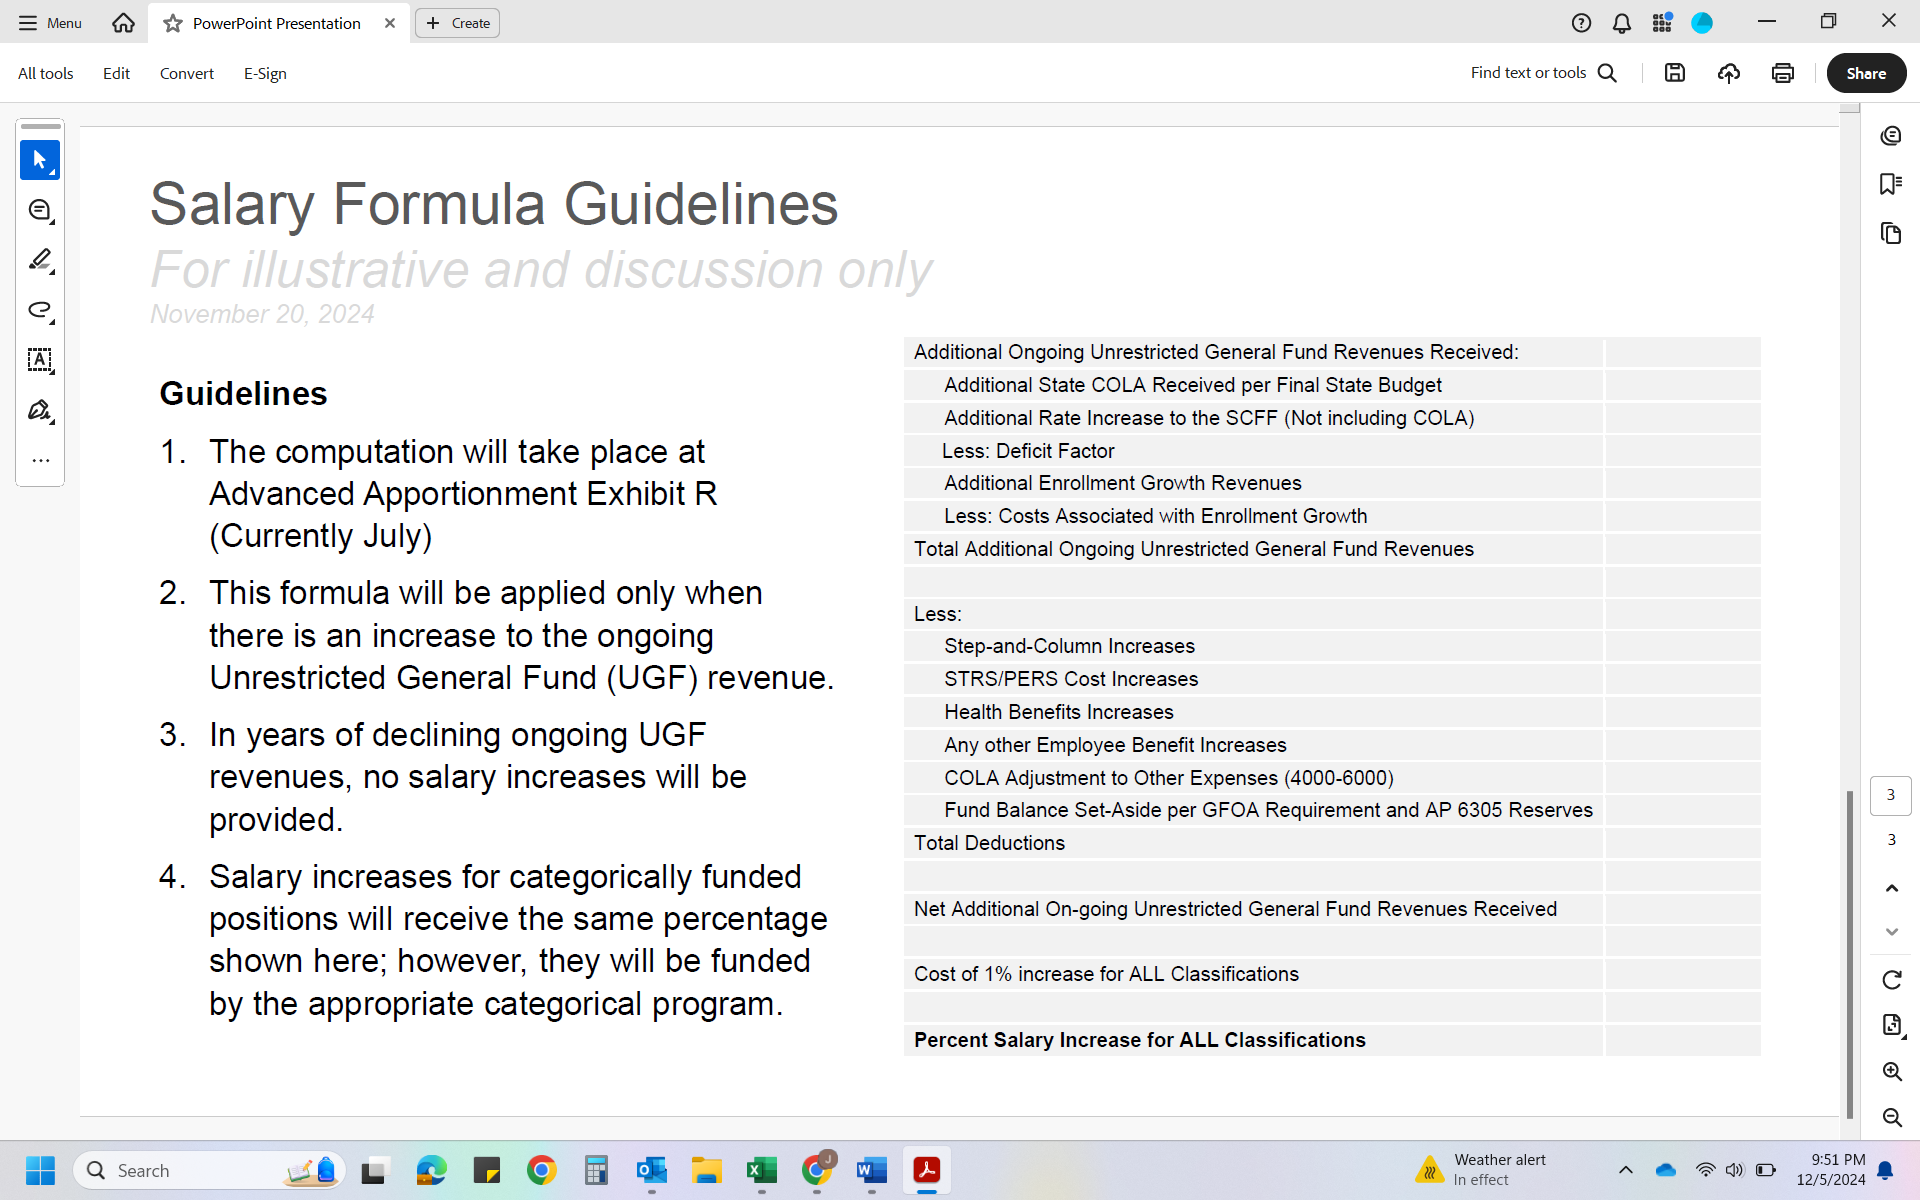 Menu
PowerPoint Presentation
Create
All tools
Edit
Convert
E-Sign
Find text or tools
Share
Salary Formula Guidelines
For illustrative and discussion only
November 20, 2024
Guidelines
1. The computation will take place at
Advanced Apportionment Exhibit R
(Currently July)
2. This formula will be applied only when
there is an increase to the ongoing
Unrestricted General Fund (UGF) revenue.
3. In years of declining ongoing UGF
revenues, no salary increases will be
provided.
4. Salary increases for categorically funded
positions will receive the same percentage
shown here; however, they will be funded
by the appropriate categorical program.
Additional Ongoing Unrestricted General Fund Revenues Received:
Additional State COLA Received per Final State Budget
Additional Rate Increase to the SCFF (Not including COLA)
Less: Deficit Factor
Additional Enrollment Growth Revenues
Less: Costs Associated with Enrollment Growth
Total Additional Ongoing Unrestricted General Fund Revenues
Less:
Step-and-Column Increases
STRS/PERS Cost Increases
Health Benefits Increases
Any other Employee Benefit Increases
COLA Adjustment to Other Expenses (4000-6000)
Fund Balance Set-Aside per GFOA Requirement and AP 6305 Reserves
Total Deductions
Net Additional On-going Unrestricted General Fund Revenues Received
Cost of 1% increase for ALL Classifications
Percent Salary Increase for ALL Classifications
3
3
Search
J
Weather alert
In effect
9:51 PM
12/5/2024